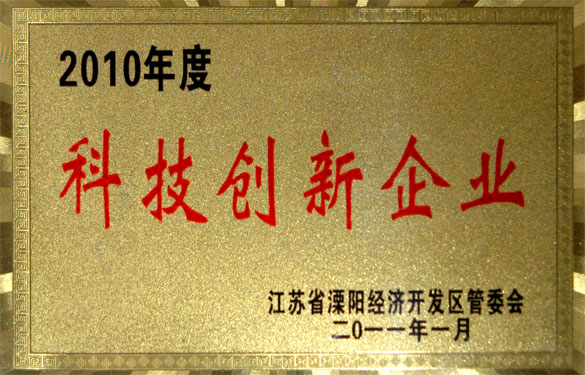 2010年度
科技创新企业
江苏省溧阳经济开发区管委会
二0一一年一月